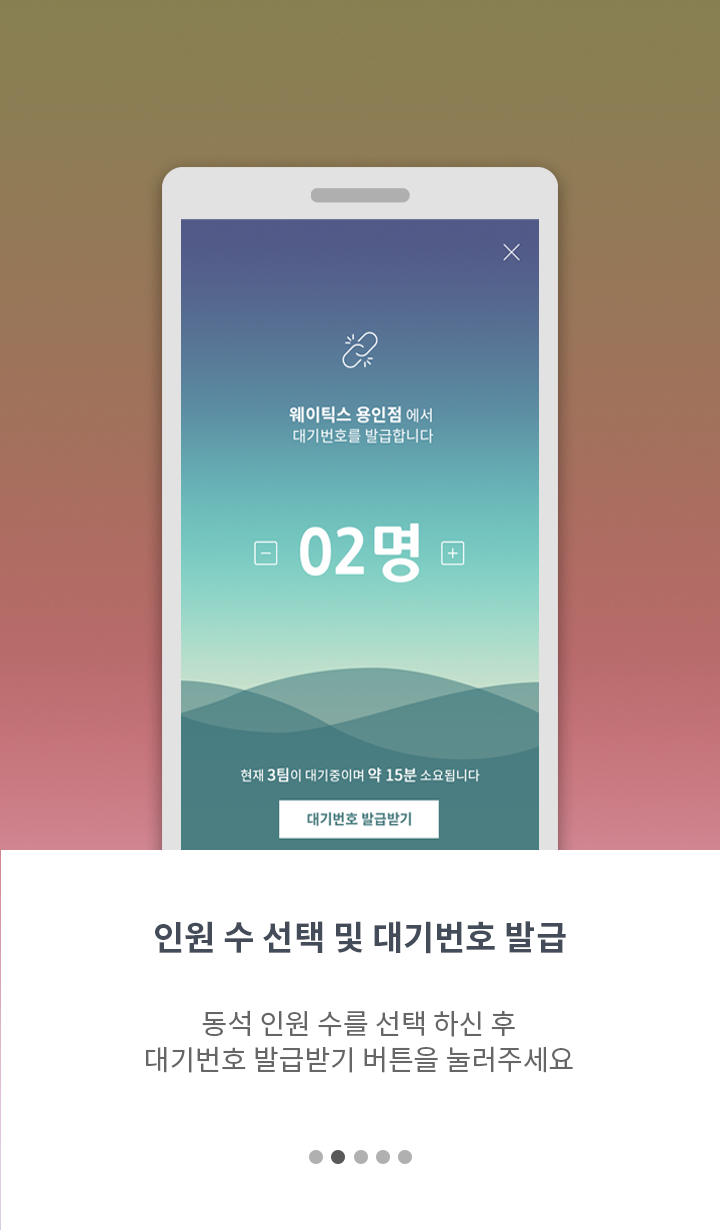 웨이틱스 용인점 에서
대기번호를 발급합니다
02명
현재 3팀이 대기중이며 약 15분 소요됩니다
대기번호 발급받기
인원 수 선택 및 대기번호 발급
동석 인원 수를 선택 하신 후
대기번호 발급받기 버튼을 눌러주세요